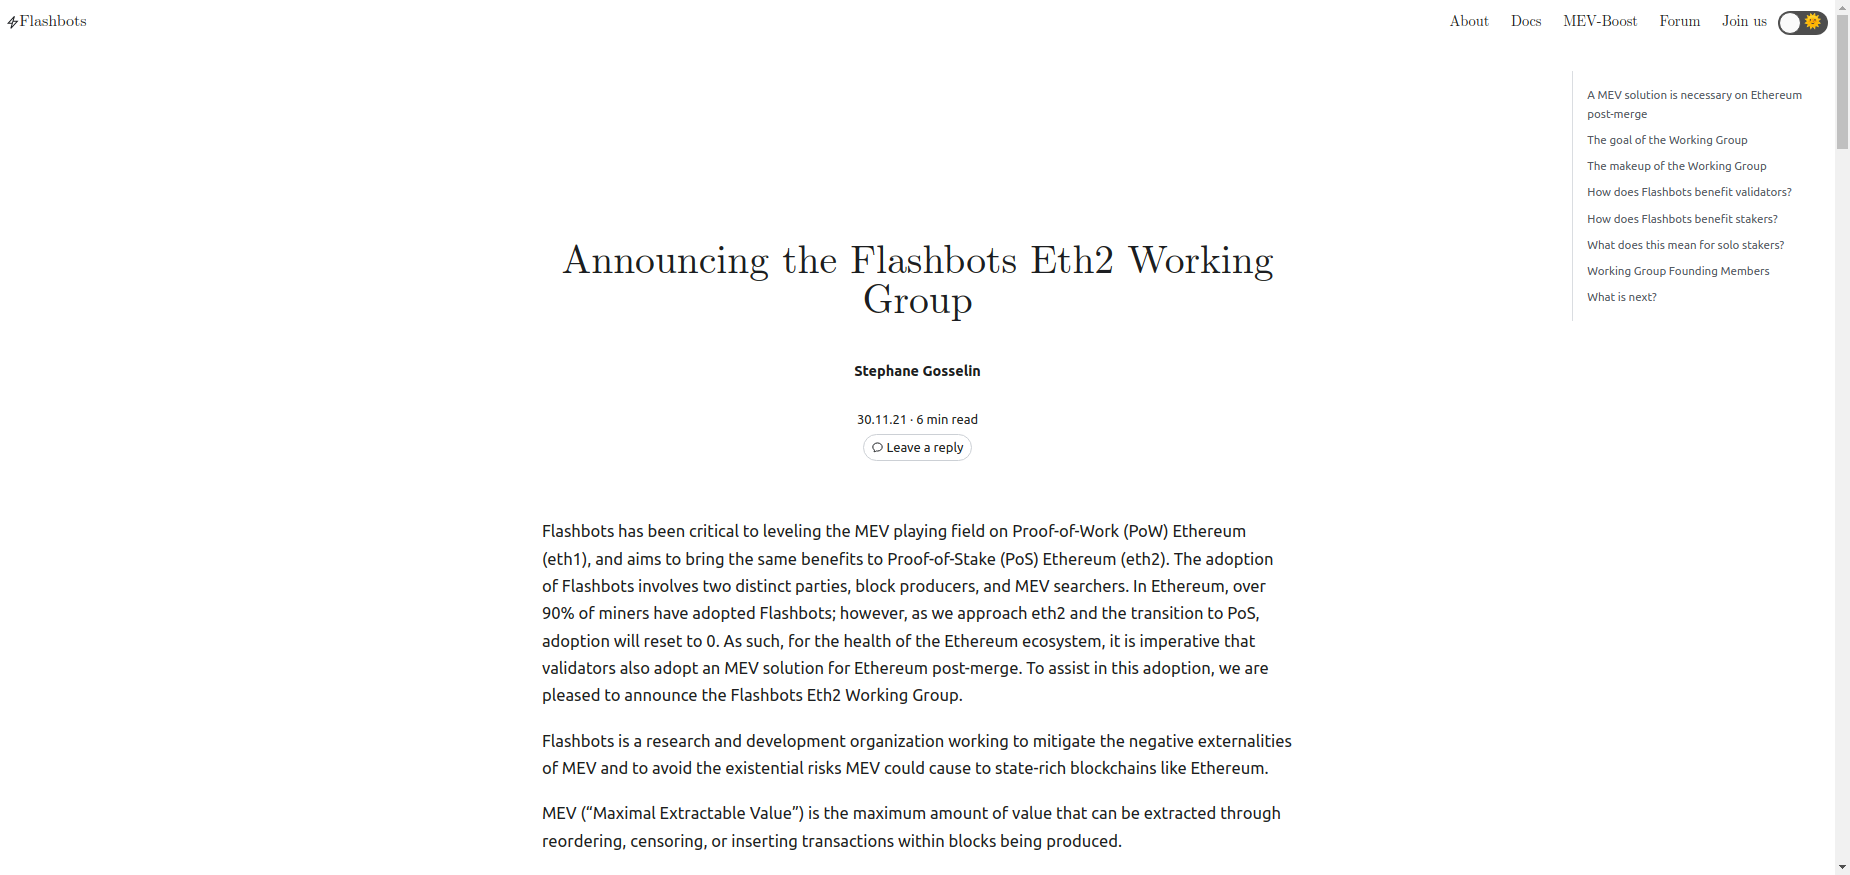 Flashbots
About Docs MEV-Boost Forum Join us
A MEV solution is necessary on Ethereum
post-merge
The goal of the Working Group
The makeup of the Working Group
How does Flashbots benefit validators?
How does Flashbots benefit stakers?
What does this mean for solo stakers?
Working Group Founding Members
What is next?
Announcing the Flashbots Eth2 Working
Group
Stephane Gosselin
30.11.21 · 6 min read
Leave a reply
Flashbots has been critical to leveling the MEV playing field on Proof-of-Work (PoW) Ethereum
(eth1), and aims to bring the same benefits to Proof-of-Stake (PoS) Ethereum (eth2). The adoption
of Flashbots involves two distinct parties, block producers, and MEV searchers. In Ethereum, over
90% of miners have adopted Flashbots; however, as we approach eth2 and the transition to PoS,
adoption will reset to 0. As such, for the health of the Ethereum ecosystem, it is imperative that
validators also adopt an MEV solution for Ethereum post-merge. To assist in this adoption, we are
pleased to announce the Flashbots Eth2 Working Group.
Flashbots is a research and development organization working to mitigate the negative externalities
of MEV and to avoid the existential risks MEV could cause to state-rich blockchains like Ethereum.
MEV (“Maximal Extractable Value”) is the maximum amount of value that can be extracted through
reordering, censoring, or inserting transactions within blocks being produced.